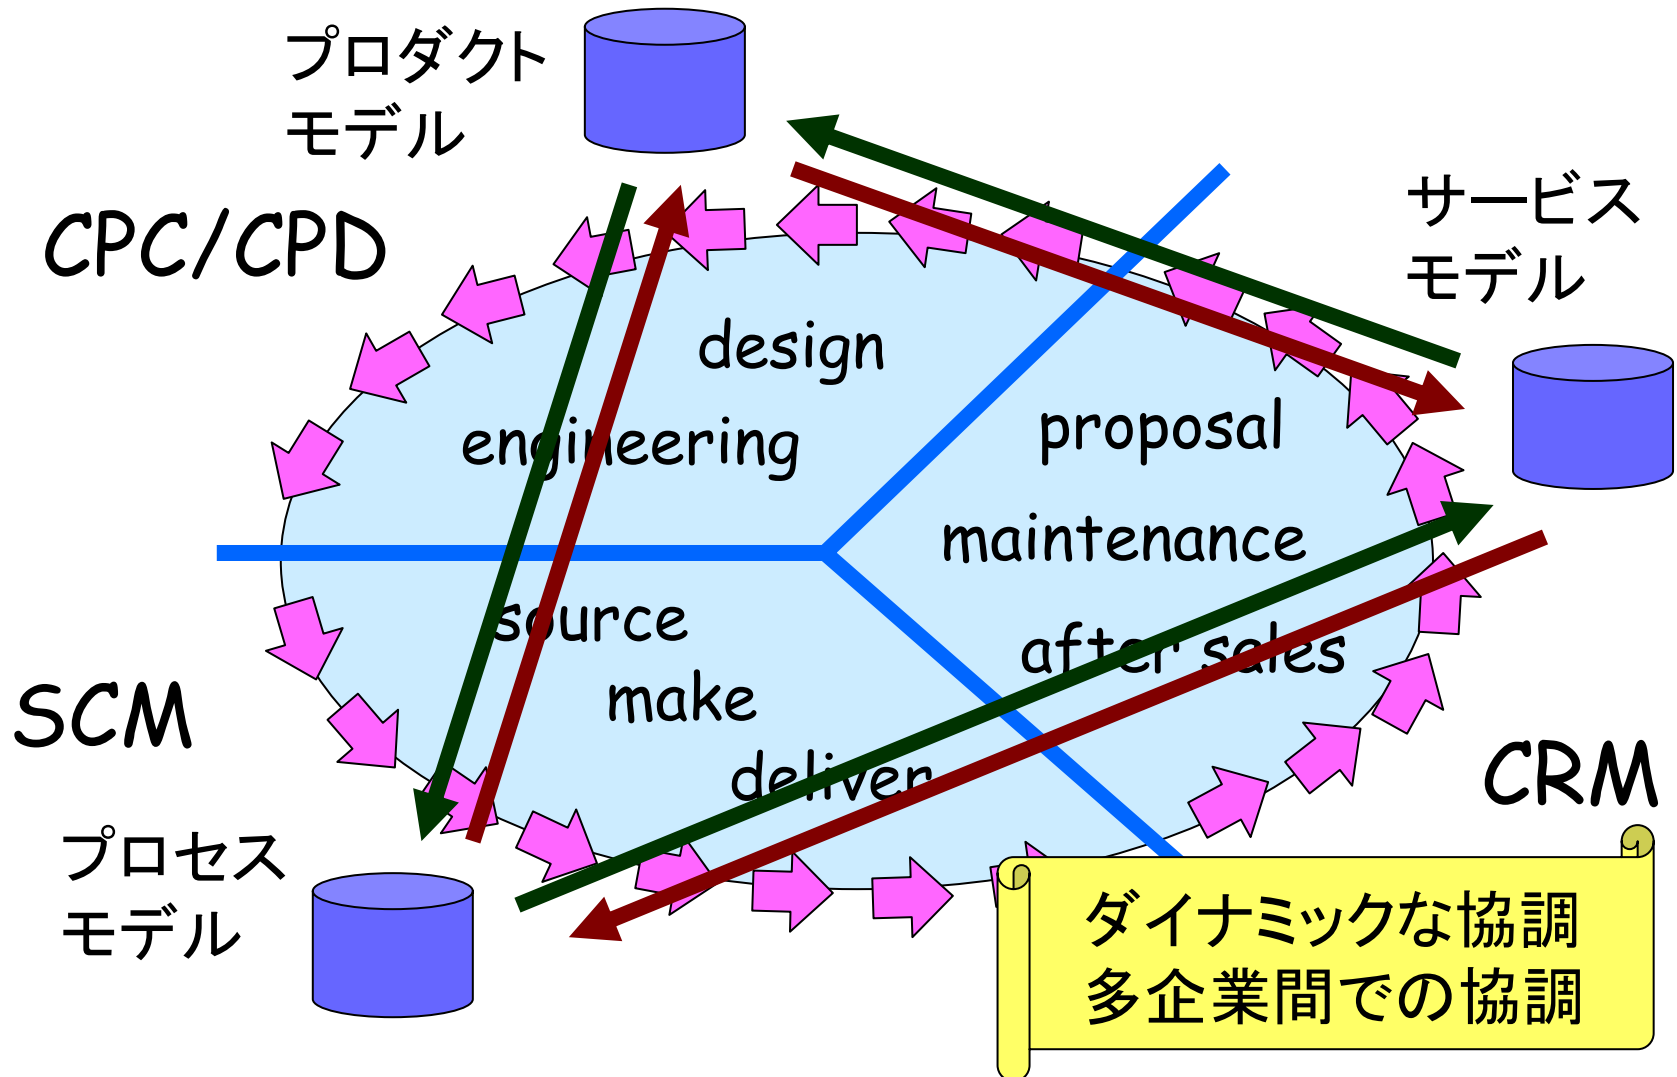 プロダクト
モデル
サービス
モデル
CPC/CPD
design
engineering
proposal
maintenance
after sales
source
make
deliver
SCM
CRM
プロセス
モデル
ダイナミックな協調
多企業間での協調